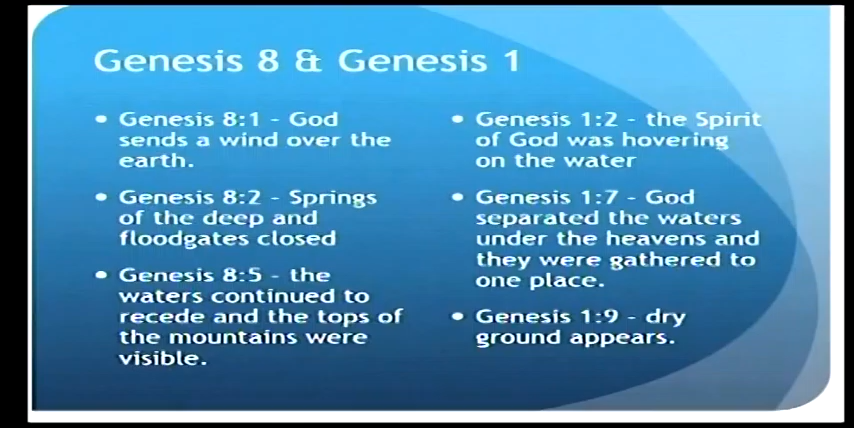 Genesis 8 & Genesis 1
• Genesis 8:1 - God
sends a wind over the
earth.
• Genesis 8:2 - Springs
of the deep and
floodgates closed
• Genesis 8:5 - the
waters continued to
recede and the tops of
the mountains were
visible.
• Genesis 1:2 - the Spirit
of God was hovering
on the water
• Genesis 1:7 - God
separated the waters
under the heavens and
they were gathered to
one place.
• Genesis 1:9 - dry
ground appears.